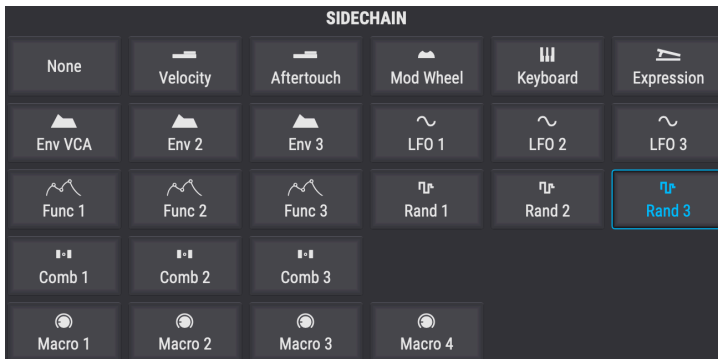 SIDECHAIN
None
Velocity
Aftertouch
Mod Wheel
Keyboard
Expression
Env VCA
Env 2
Env 3
LFO 1
LFO 2
LFO 3
Func 1
Func 2
Func 3
Rand 1
Rand 2
Rand 3
Comb 1
Comb 2
Comb 3
Macro 1
Macro 2
Macro 3
Macro 4